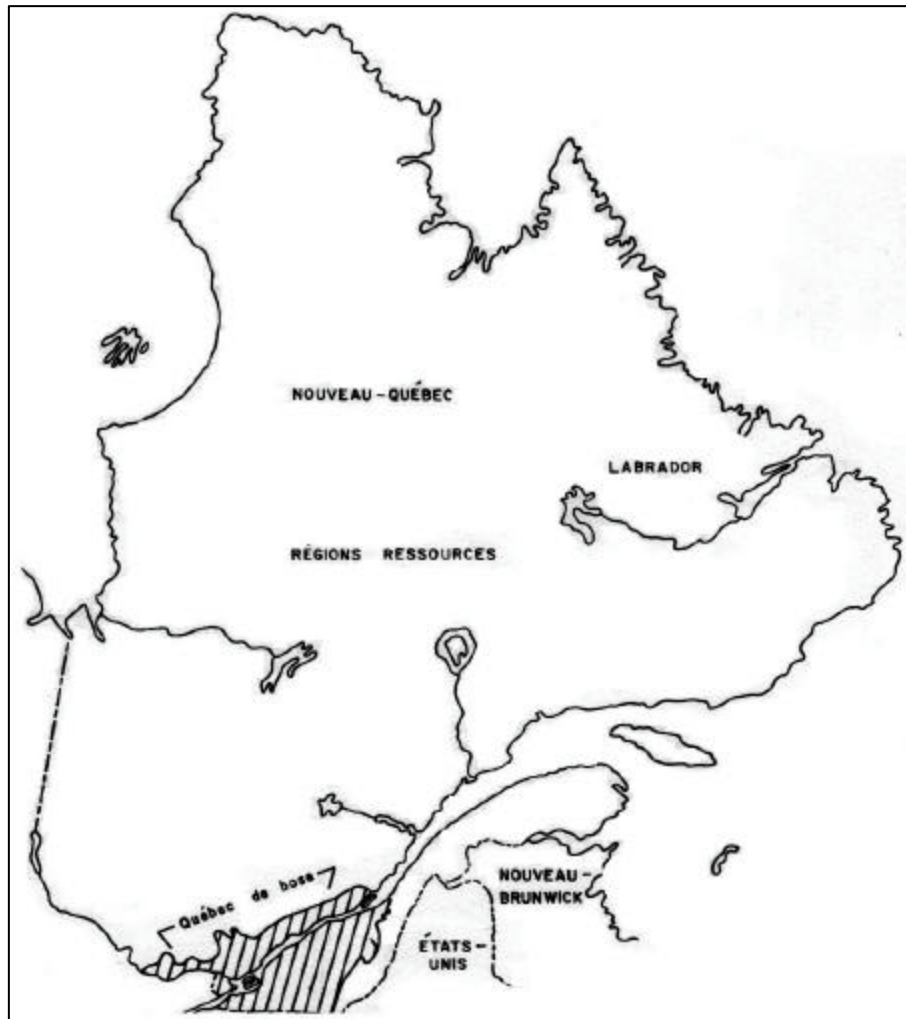 NOUVEAU-QUÉBEC
LABRADOR
RÉGIONS RESSOURCES
Québec de base
NOUVEAU-
BRUNWICK
ÉTATS-
UNIS